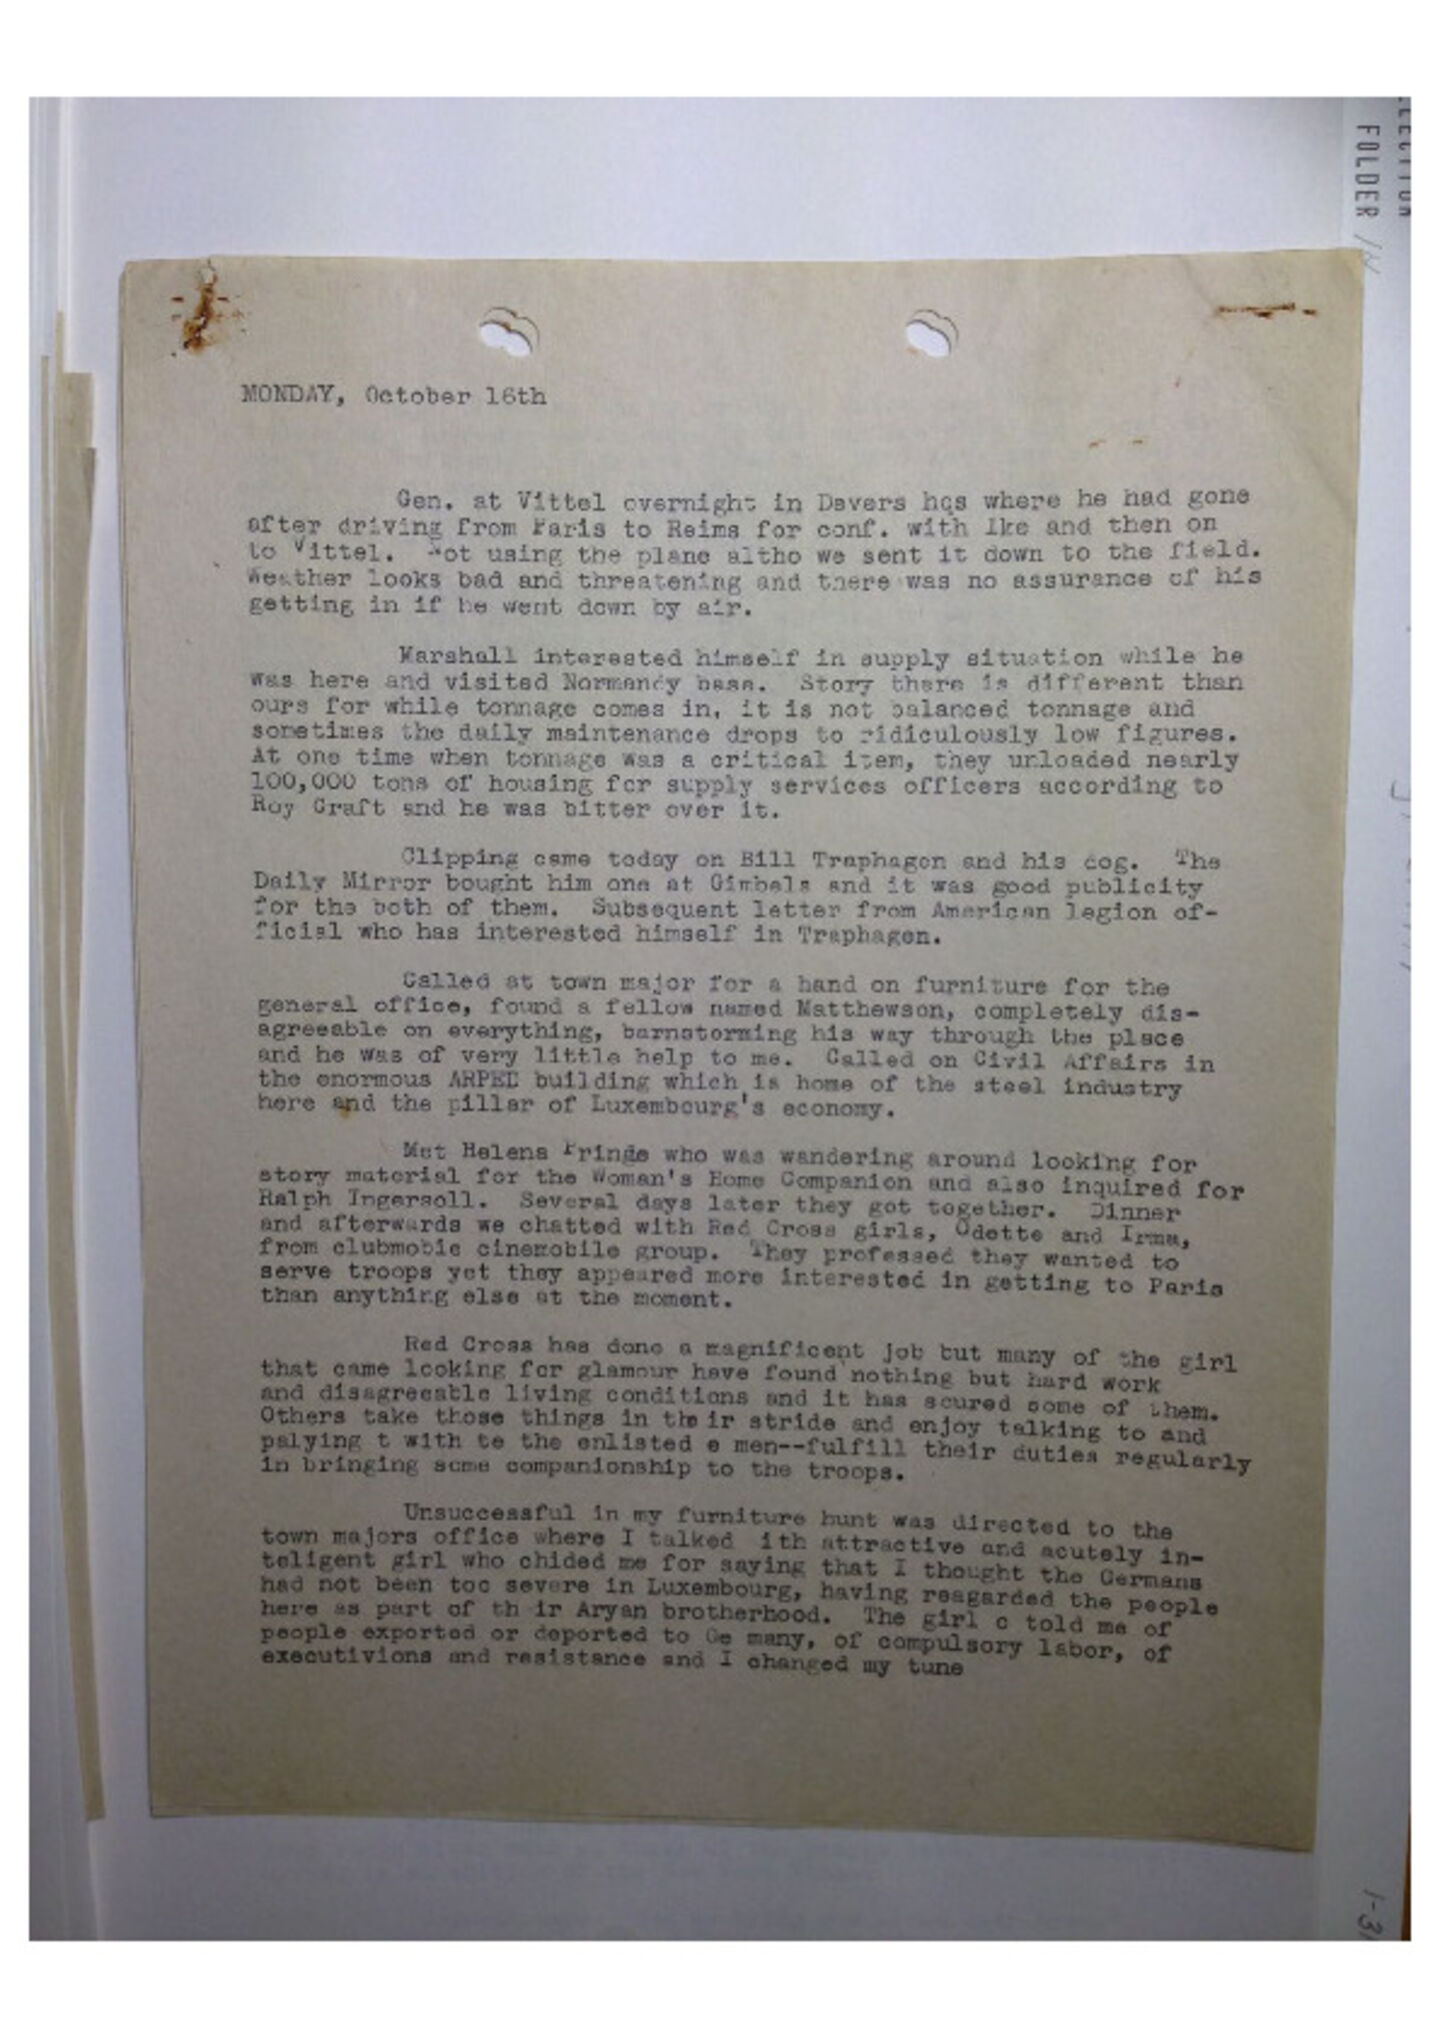 LECTION
FOLDER
MONDAY, October 16th
Gen. at Vittel overnight in Devers hqs where he had gone
after driving from Paris to Reims for conf. with Ike and then on
to Vittel. Not using the plane altho we sent it down to the field.
Weather looks bad and threatening and there was no assurance of his
getting in if he went down by air.
Marshall interested himself in supply situation while he
was here and visited Normandy base. Story there is different than
ours for while tonnage comes in, it is not balanced tonnage and
sometimes the daily maintenance drops to ridiculously low figures.
At one time when tonnage was a critical item, they unloaded nearly
100,000 tons of housing for supply services officers according to
Roy Craft and he was bitter over it.
Clipping came today on Bill Traphagen and his dog. The
Daily Mirror bought him one at Gimbels and it was good publicity
for the both of them. Subsequent letter from American legion of-
ficial who has interested himself in Traphagen.
Called at town major for a hand on furniture for the
general office, found a fellow named Matthewson, completely dis-
agreeable on everything, barnstorming his way through the place
and he was of very little help to me. Called on Civil Affairs in
the enormous ARPED building which is home of the steel industry
here and the pillar of Luxembourg's economy.
Met Helena Pringle who was wandering around looking for
story material for the Woman's Home Companion and also inquired for
Ralph Ingersoll. Several days later they got together. Dinner
and afterwards we chatted with Red Cross girls, Odette and Irma,
from clubmobie cinemobile group. They professed they wanted to
serve troops yet they appeared more interested in getting to Paris
than anything else at the moment.
Red Cross has done a magnificent job but many of the girl
that came looking for glamour have found nothing but hard work
and disagreeable living conditions and it has scured some of them.
Others take those things in their stride and enjoy talking to and
palying t with te the enlisted e men--fulfill their duties regularly
in bringing some companionship to the troops.
Unsuccessful in my furniture hunt was directed to the
town majors office where I talked ith attractive and acutely in-
teligent girl who chided me for saying that I thought the Germans
had not been too severe in Luxembourg, having reagarded the people
here as part of th ir Aryan brotherhood. The girl c told me of
people exported or deported to Ge many, of compulsory labor, of
executivions and resistance and I changed my tune
1-3